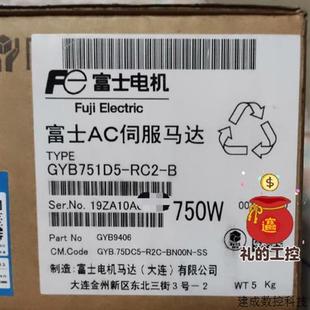 Fe 富士电机
Fuji Electric
富士AC伺服马达
TYPE
GYB751D5-RC2-B
Ser.No. 19ZA10A
750W
00
Part No GYB9406
CM.Code GYB.75DC5-R2C-BN00N-SS
制造：富士电机马达（大连）有限公司
大连金州新区东北三街3号－2
WT 5 Kg
礼的工控
建成数控科技